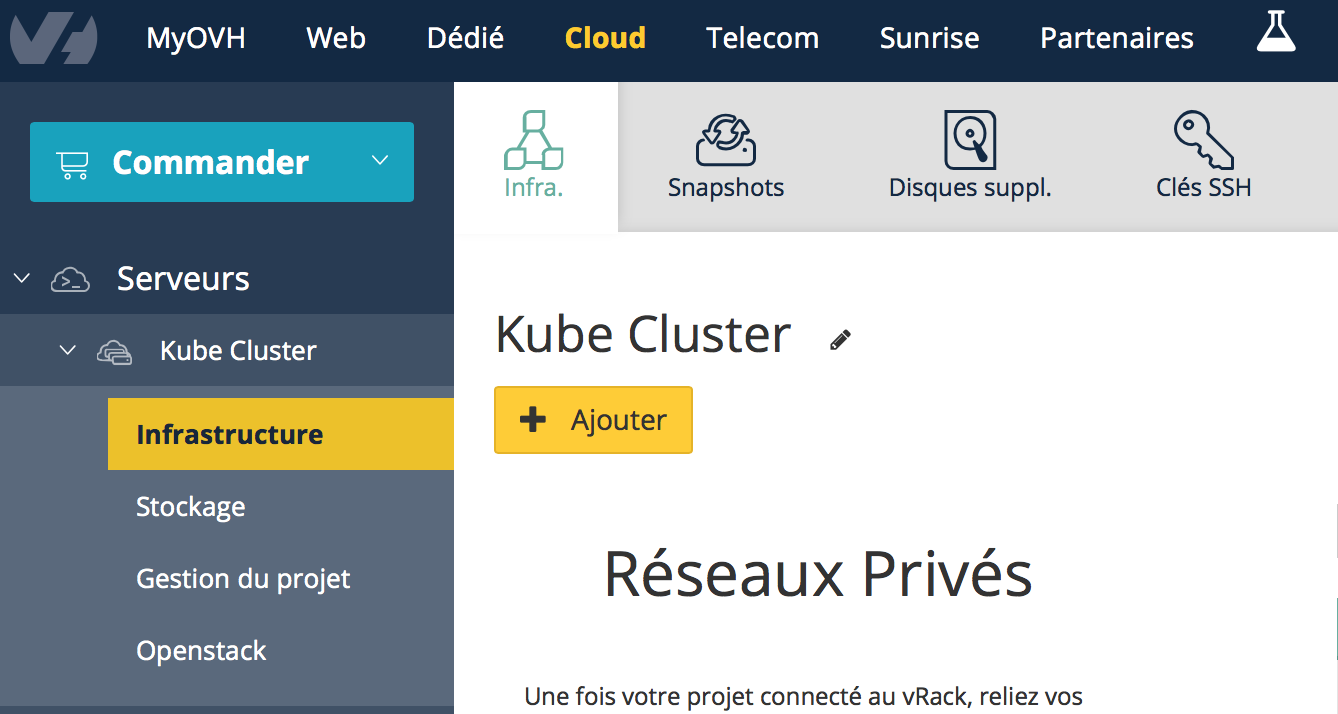 MyOVH Web Dédié Cloud Telecom Sunrise Partenaires
Commander
Infra. Snapshots Disques suppl. Clés SSH
Serveurs
Kube Cluster
Infrastructure
Stockage
Gestion du projet
Openstack
Kube Cluster
Ajouter
Réseaux Privés
Une fois votre projet connecté au vRack, reliez vos